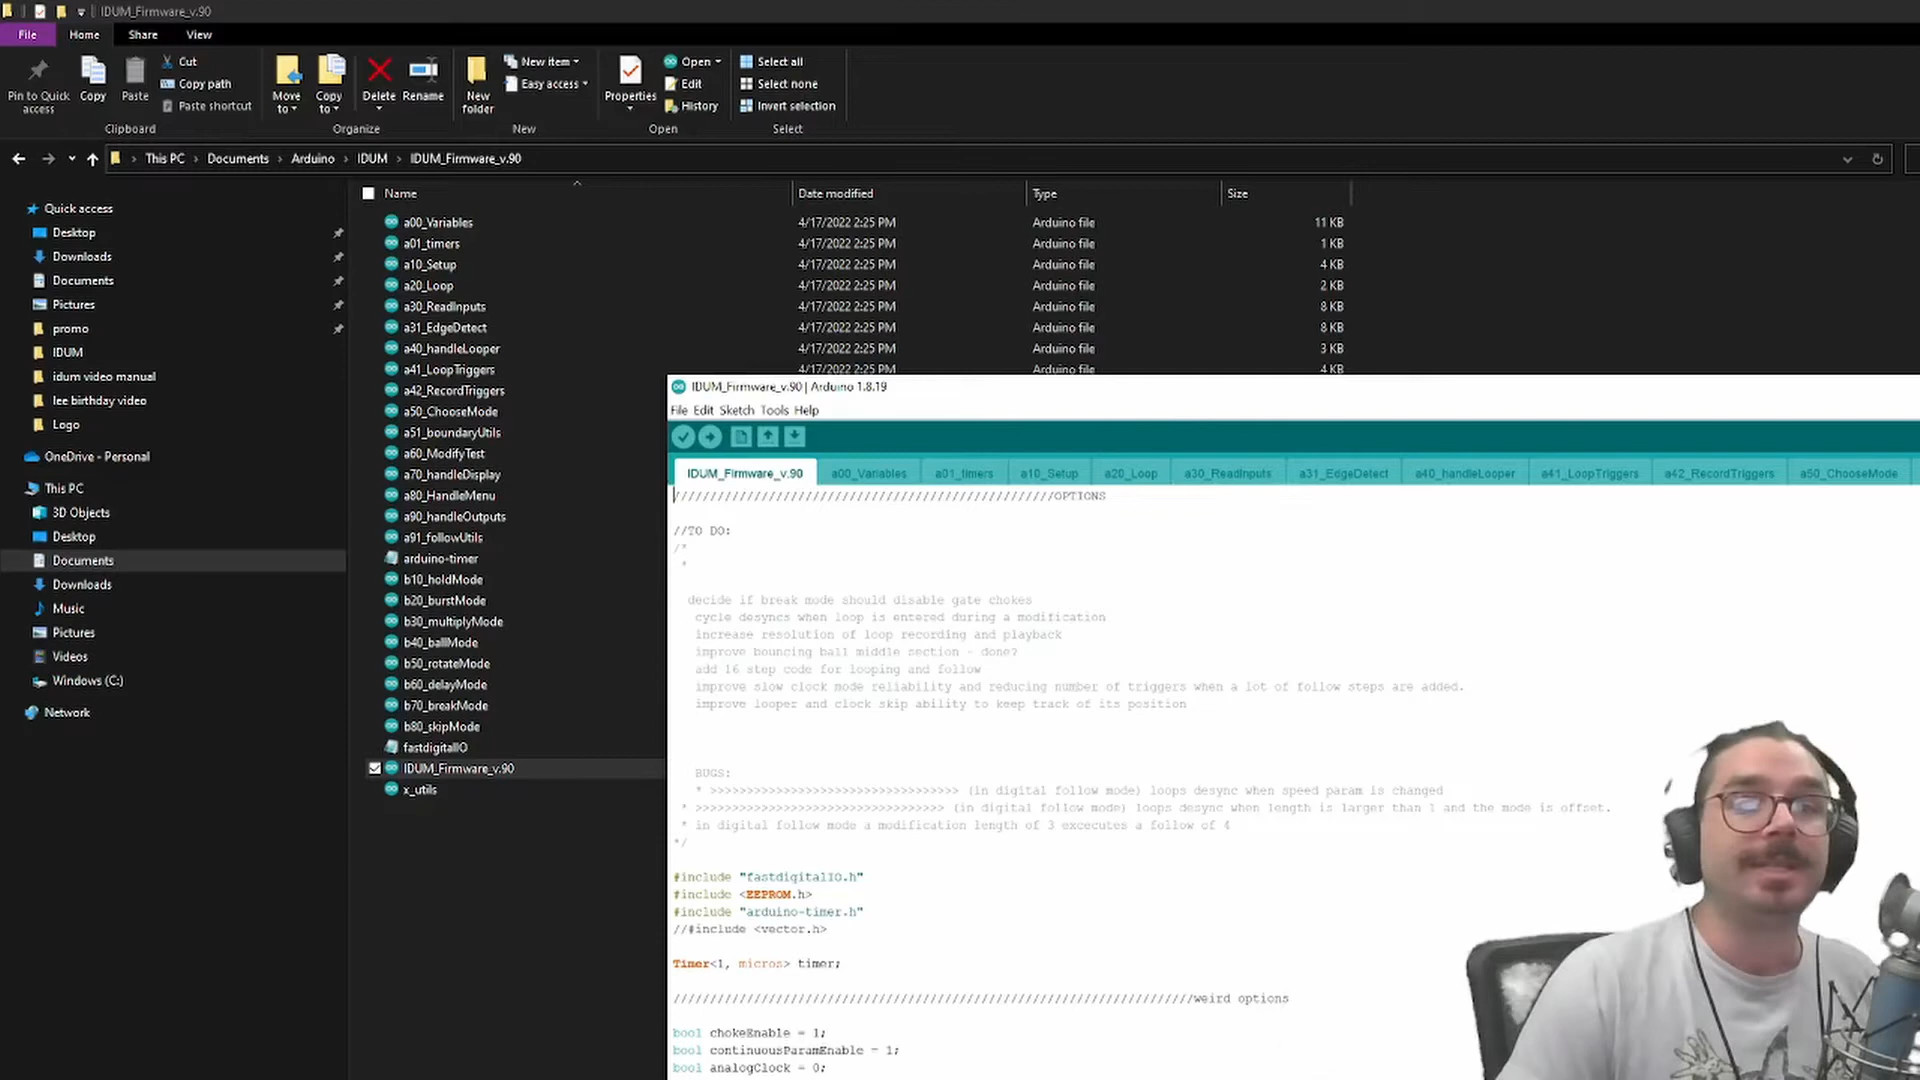 IDUM_Firmware_v.90
File Home Share View
Pin to Quick access
Copy
Paste
Cut
Copy path
Paste shortcut
Clipboard
Move to
Copy to
Delete
Rename
Organize
New folder
New item
Easy access
New
Properties
Open
Edit
History
Open
Select all
Select none
Invert selection
Select
This PC Documents Arduino IDUM IDUM_Firmware_v.90
Quick access
Desktop
Downloads
Documents
Pictures
promo
IDUM
idum video manual
lee birthday video
Logo
OneDrive - Personal
This PC
3D Objects
Desktop
Documents
Downloads
Music
Pictures
Videos
Windows (C:)
Network
Name Date modified Type Size
a00_Variables 4/17/2022 2:25 PM Arduino file 11 KB
a01_timers 4/17/2022 2:25 PM Arduino file 1 KB
a10_Setup 4/17/2022 2:25 PM Arduino file 4 KB
a20_Loop 4/17/2022 2:25 PM Arduino file 2 KB
a30_ReadInputs 4/17/2022 2:25 PM Arduino file 8 KB
a31_EdgeDetect 4/17/2022 2:25 PM Arduino file 8 KB
a40_handleLooper 4/17/2022 2:25 PM Arduino file 3 KB
a41_LoopTriggers 4/17/2022 2:25 PM Arduino file 4 KB
a42_RecordTriggers
a50_ChooseMode
a51_boundaryUtils
a60_ModifyTest
a70_handleDisplay
a80_HandleMenu
a90_handleOutputs
a91_followUtils
arduino-timer
b10_holdMode
b20_burstMode
b30_multiplyMode
b40_ballMode
b50_rotateMode
b60_delayMode
b70_breakMode
b80_skipMode
fastdigitalIO
IDUM_Firmware_v.90
x_utils
IDUM_Firmware_v.90 | Arduino 1.8.19
File Edit Sketch Tools Help
IDUM_Firmware_v.90 a00_Variables a01_timers a10_Setup a20_Loop a30_ReadInputs a31_EdgeDetect a40_handleLooper a41_LoopTriggers a42_RecordTriggers a50_ChooseMode
////////////////////////////////////////////////////OPTIONS
//TO DO:
/*
*
decide if break mode should disable gate chokes
cycle desyncs when loop is entered during a modification
increase resolution of loop recording and playback
improve bouncing ball middle section - done?
add 16 step code for looping and follow
improve slow clock mode reliability and reducing number of triggers when a lot of follow steps are added.
improve looper and clock skip ability to keep track of its position
BUGS:
* >>>>>>>>>>>>>>>>>>>>>>>>>>>>>>>>>> (in digital follow mode) loops desync when speed param is changed
* >>>>>>>>>>>>>>>>>>>>>>>>>>>>>>>>>> (in digital follow mode) loops desync when length is larger than 1 and the mode is offset.
* in digital follow mode a modification length of 3 excecutes a follow of 4
*/
#include "fastdigitalIO.h"
#include <EEPROM.h>
#include "arduino-timer.h"
//#include <vector.h>
Timer<1, micros> timer;
///////////////////////////////////////////////////////////////////////weird options
bool chokeEnable = 1;
bool continuousParamEnable = 1;
bool analogClock = 0;